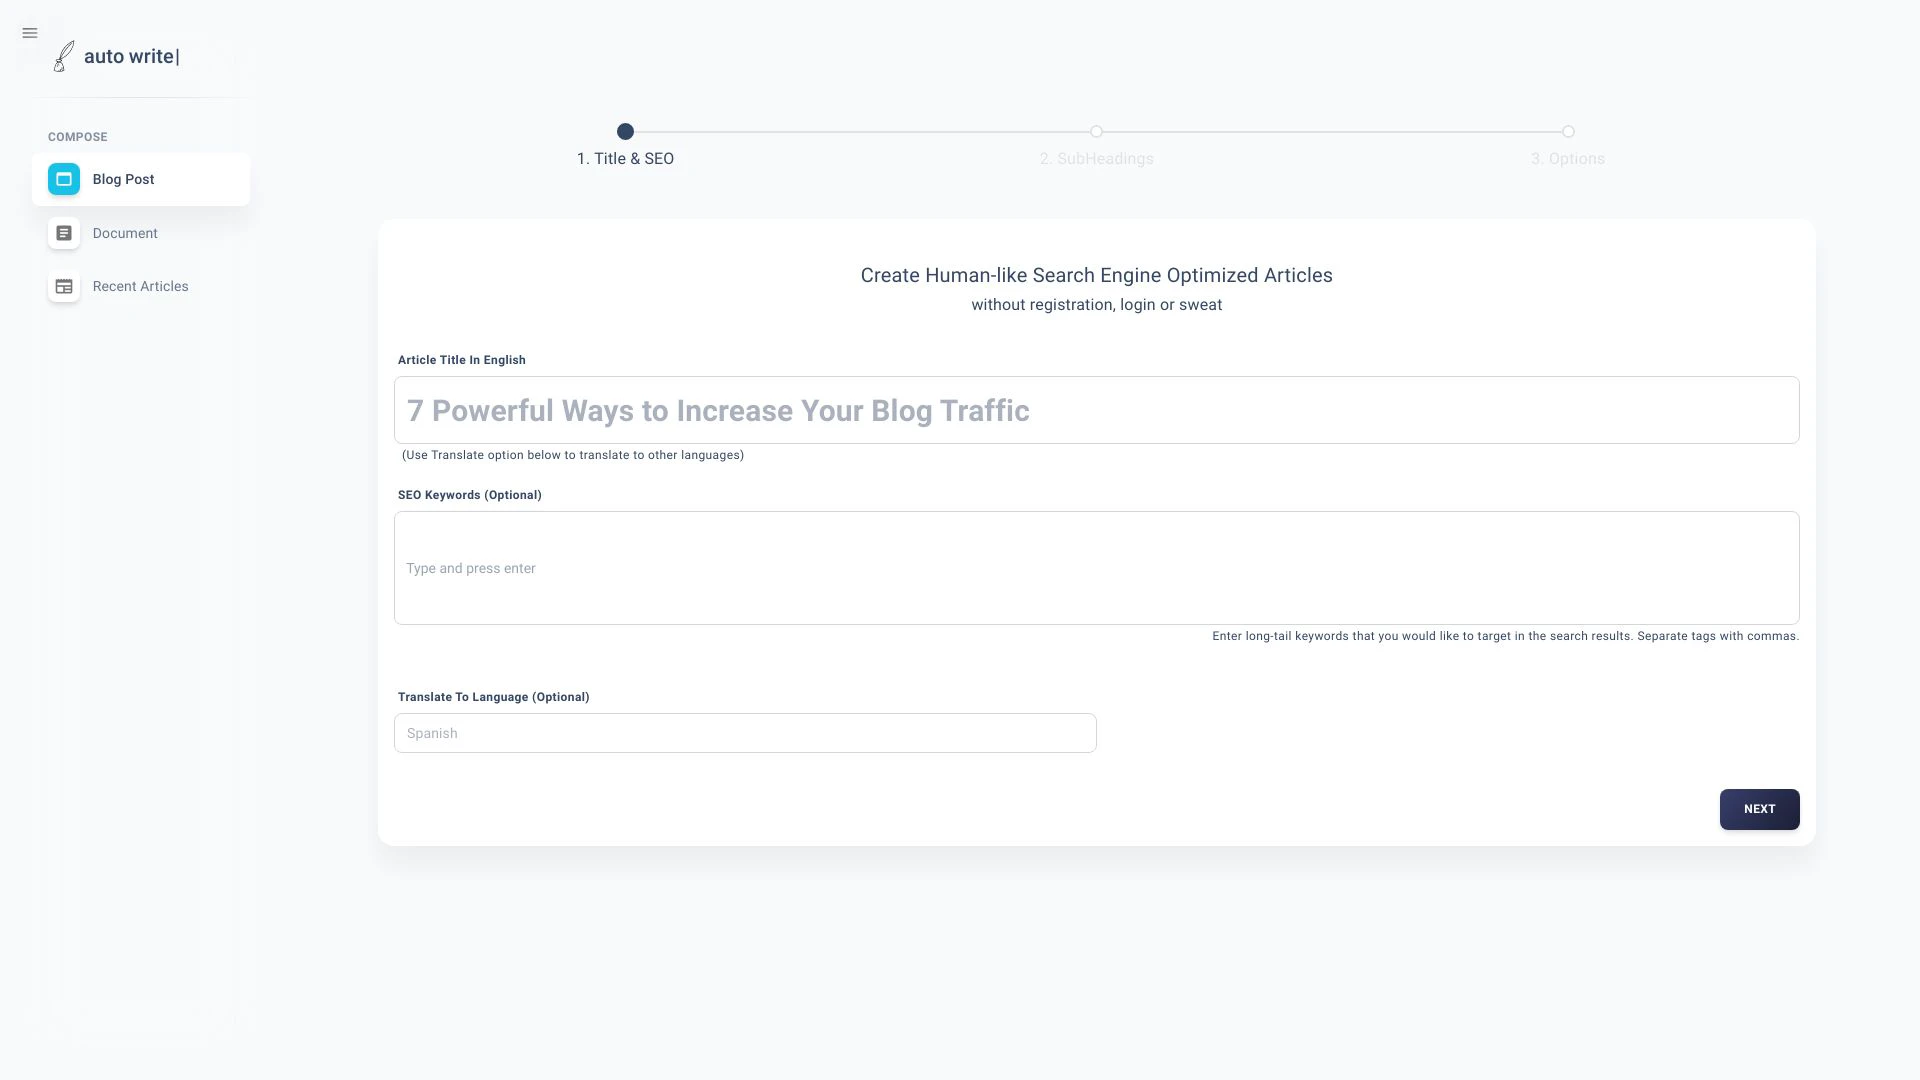 auto write|
COMPOSE
Blog Post
Document
Recent Articles
1. Title & SEO
2. SubHeadings
3. Options
Create Human-like Search Engine Optimized Articles
without registration, login or sweat
Article Title In English
7 Powerful Ways to Increase Your Blog Traffic
(Use Translate option below to translate to other languages)
SEO Keywords (Optional)
Type and press enter
Enter long-tail keywords that you would like to target in the search results. Separate tags with commas.
Translate To Language (Optional)
Spanish
NEXT